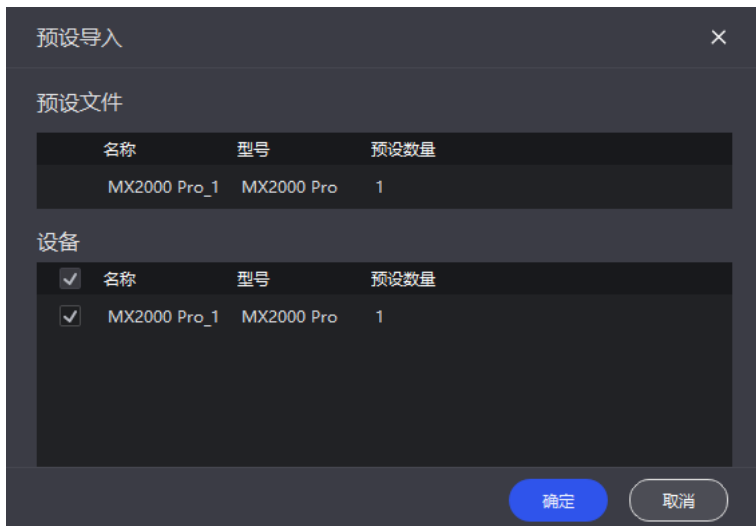 预设导入
预设文件
名称 型号 预设数量
MX2000 Pro_1 MX2000 Pro 1
设备
名称 型号 预设数量
MX2000 Pro_1 MX2000 Pro 1
确定 取消